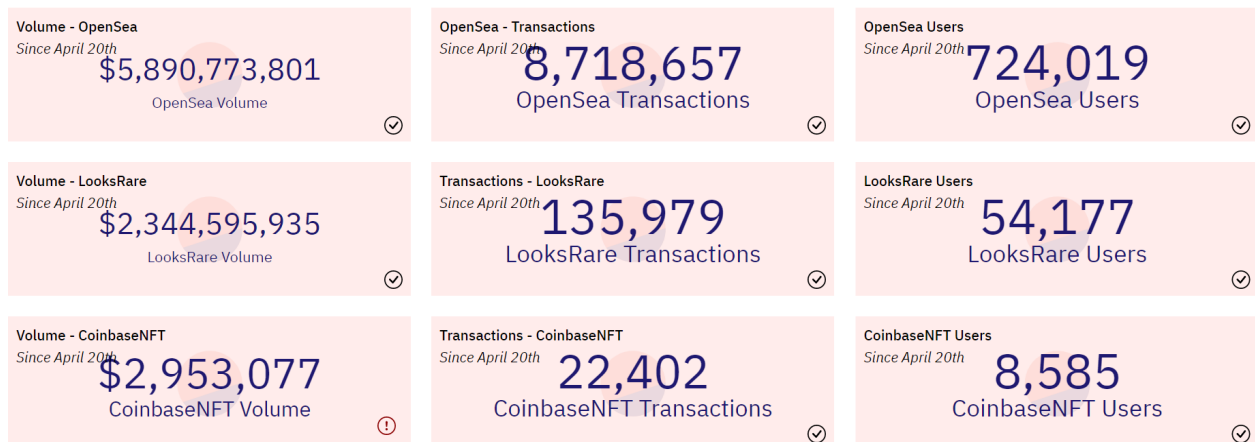 Volume - OpenSea
Since April 20th
$5,890,773,801
OpenSea Volume
OpenSea - Transactions
Since April 20th
8,718,657
OpenSea Transactions
OpenSea Users
Since April 20th
724,019
OpenSea Users
Volume - LooksRare
Since April 20th
$2,344,595,935
LooksRare Volume
Transactions - LooksRare
Since April 20th
135,979
LooksRare Transactions
LooksRare Users
Since April 20th
54,177
LooksRare Users
Volume - CoinbaseNFT
Since April 20th
$2,953,077
CoinbaseNFT Volume
Transactions - CoinbaseNFT
Since April 20th
22,402
CoinbaseNFT Transactions
CoinbaseNFT Users
Since April 20th
8,585
CoinbaseNFT Users